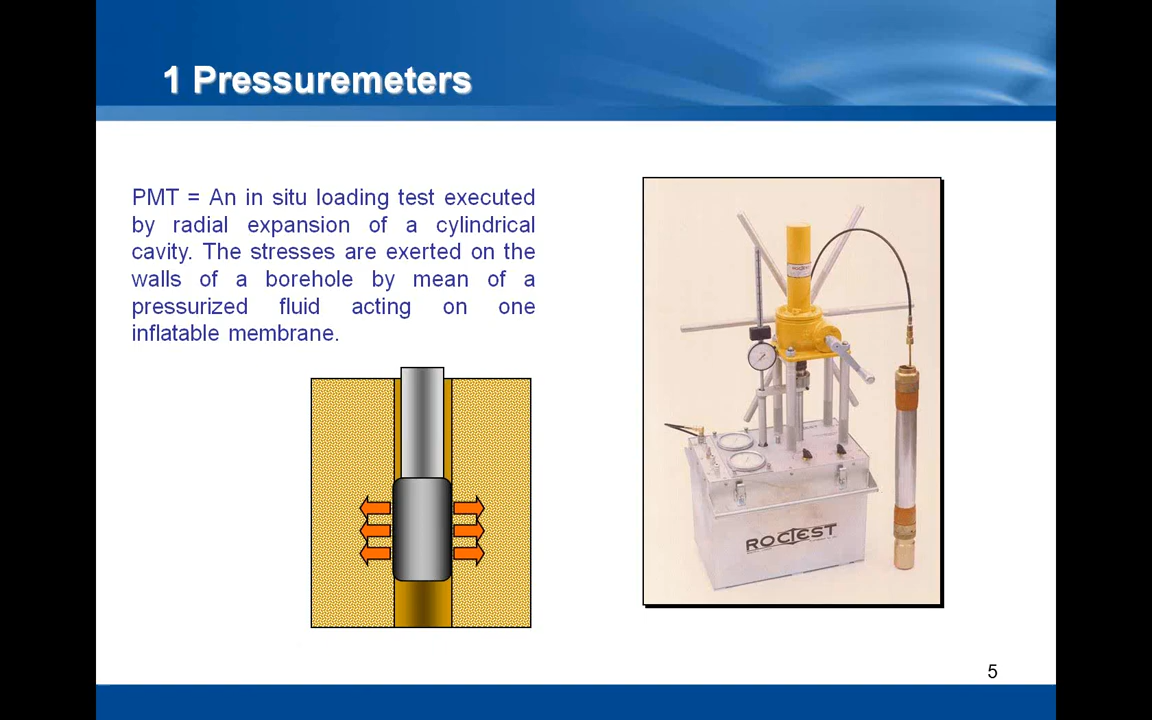 1 Pressuremeters
PMT = An in situ loading test executed
by radial expansion of a cylindrical
cavity. The stresses are exerted on the
walls of a borehole by mean of a
pressurized fluid acting on one
inflatable membrane.
ROCTEST
ROCTEST
5